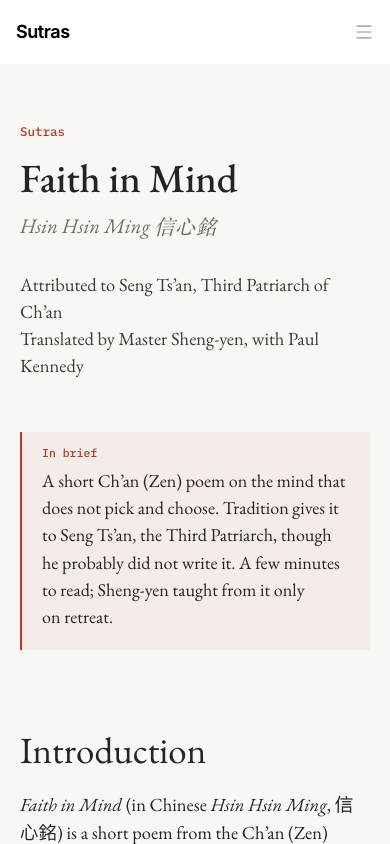 Sutras
Sutras
Faith in Mind
Hsin Hsin Ming 信心銘
Attributed to Seng Ts’an, Third Patriarch of
Ch’an
Translated by Master Sheng-yen, with Paul
Kennedy
In brief
A short Ch’an (Zen) poem on the mind that
does not pick and choose. Tradition gives it
to Seng Ts’an, the Third Patriarch, though
he probably did not write it. A few minutes
to read; Sheng-yen taught from it only
on retreat.
Introduction
Faith in Mind (in Chinese Hsin Hsin Ming, 信
心銘) is a short poem from the Ch’an (Zen)